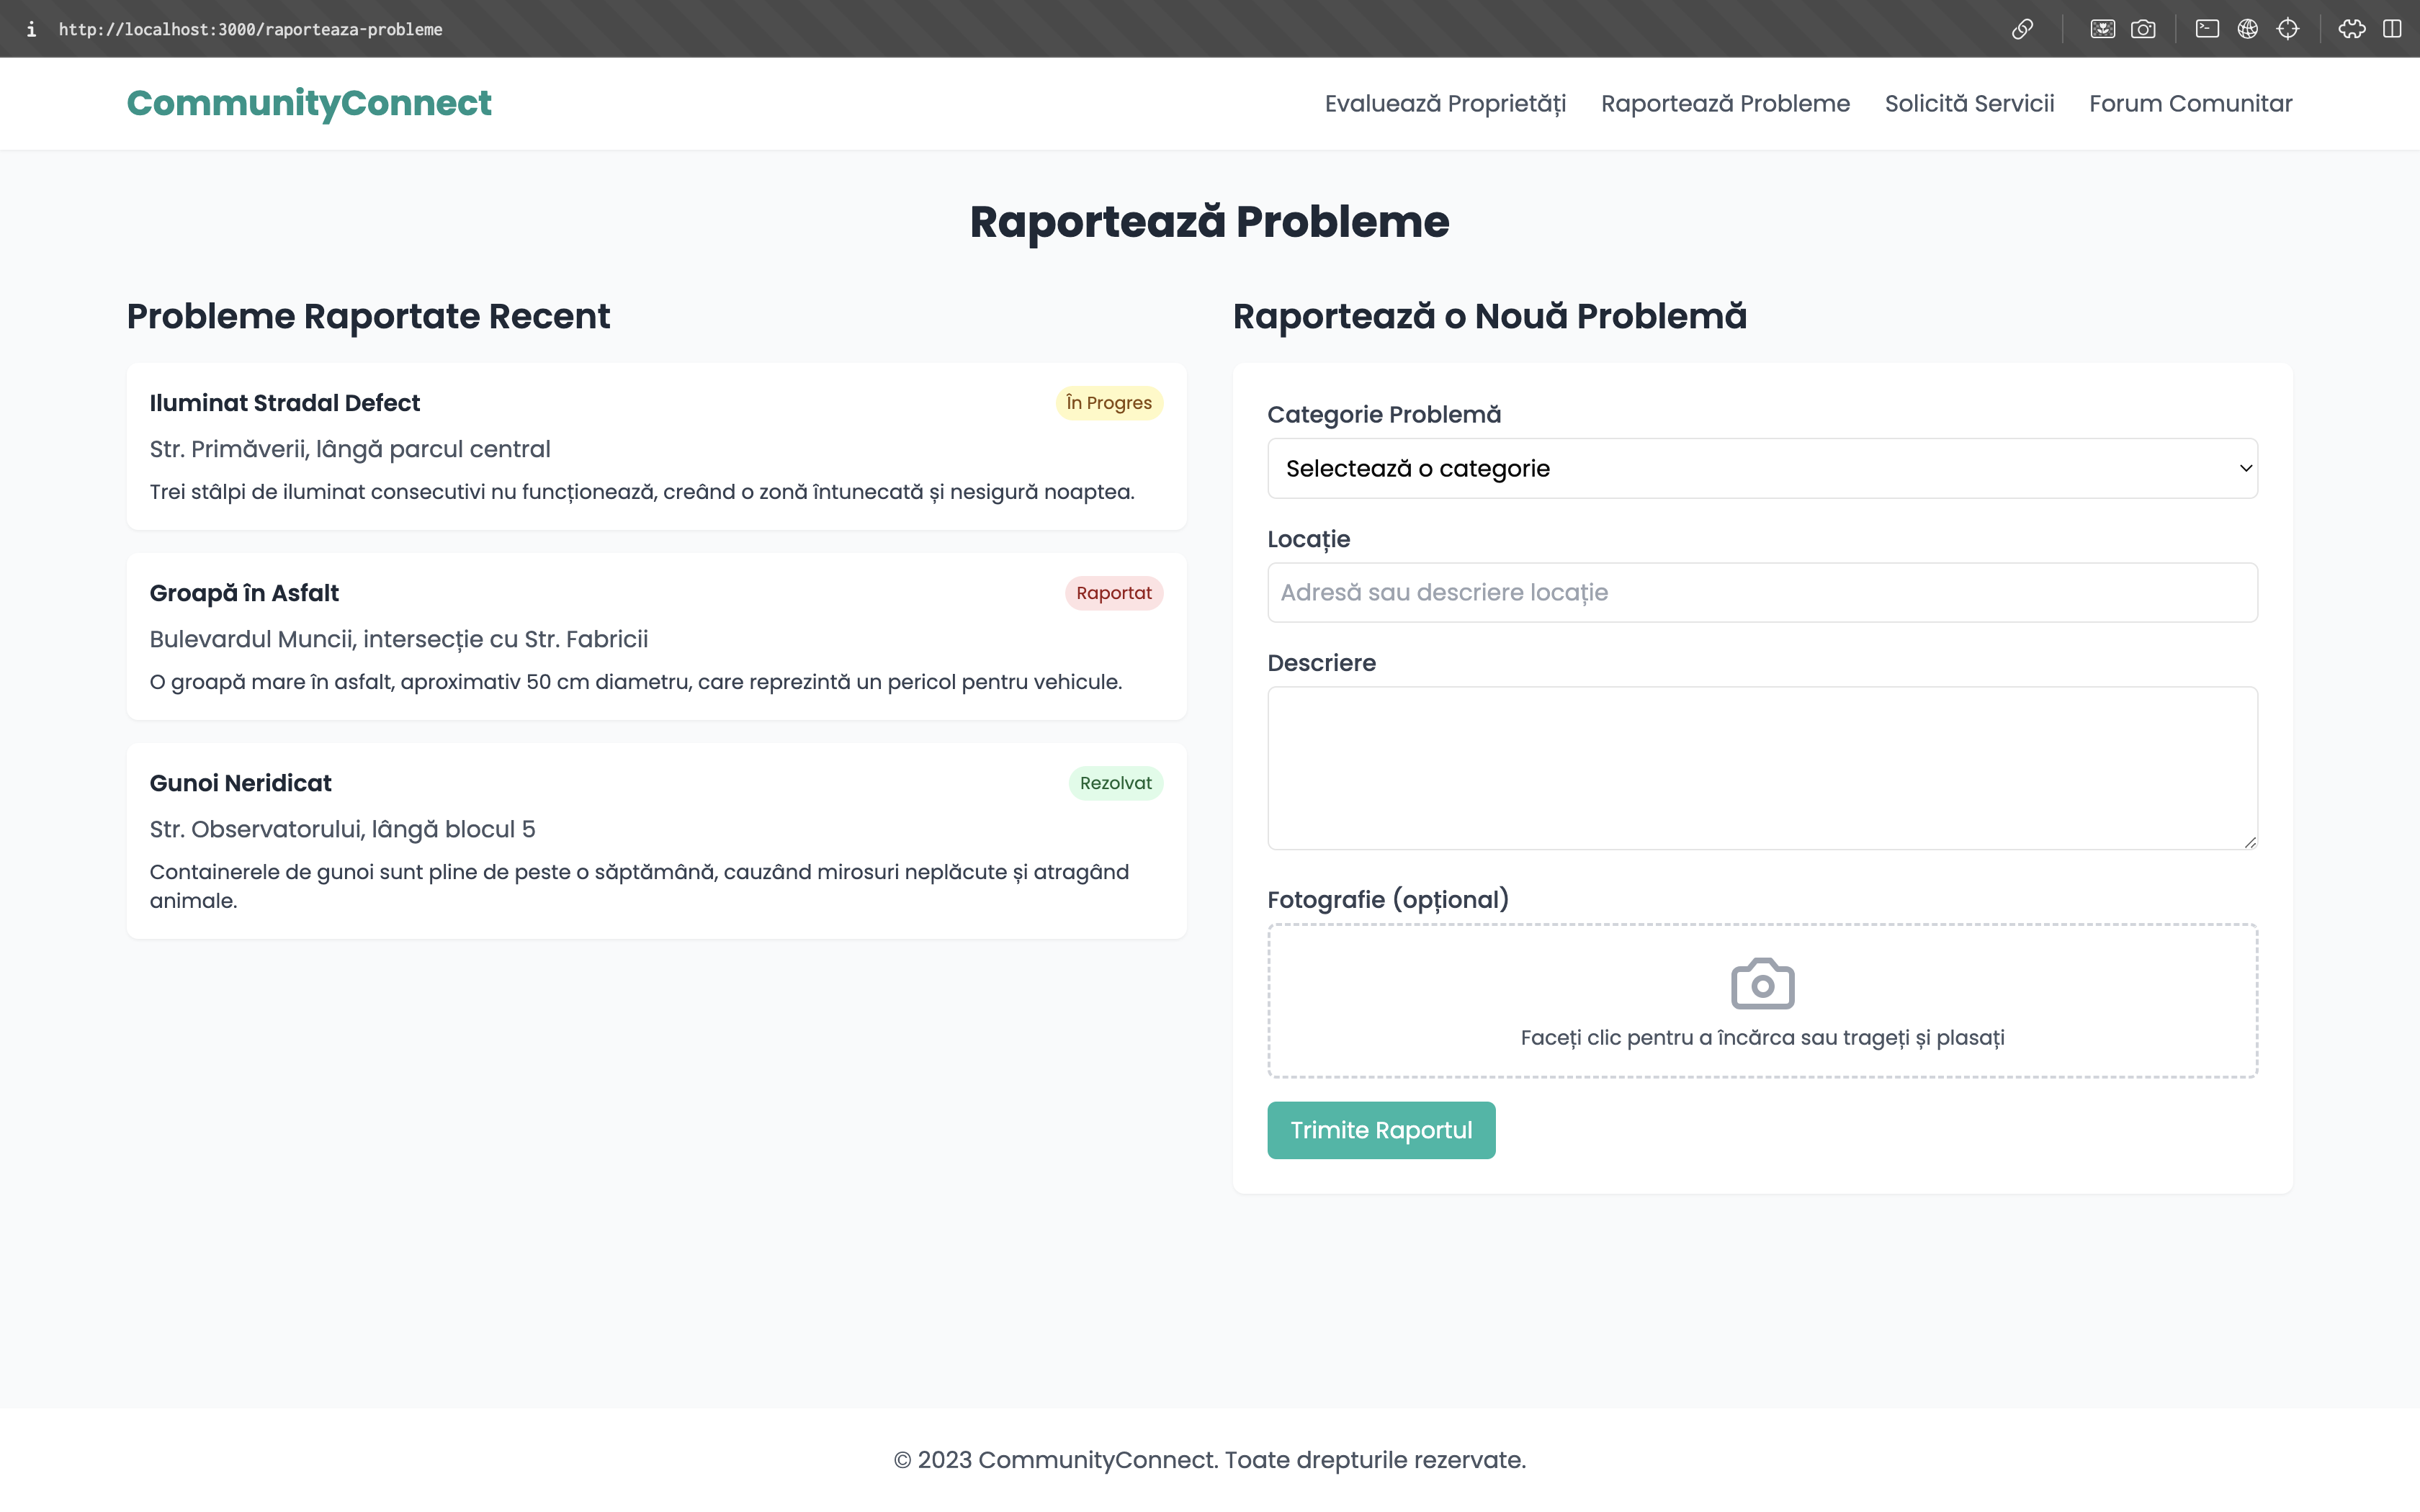 i http://localhost:3000/raporteaza-probleme
CommunityConnect
Evaluează Proprietăți
Raportează Probleme
Solicită Servicii
Forum Comunitar
Raportează Probleme
Probleme Raportate Recent
Iluminat Stradal Defect
În Progres
Str. Primăverii, lângă parcul central
Trei stâlpi de iluminat consecutivi nu funcționează, creând o zonă întunecată și nesigură noaptea.
Groapă în Asfalt
Raportat
Bulevardul Muncii, intersecție cu Str. Fabricii
O groapă mare în asfalt, aproximativ 50 cm diametru, care reprezintă un pericol pentru vehicule.
Gunoi Neridicat
Rezolvat
Str. Observatorului, lângă blocul 5
Containerele de gunoi sunt pline de peste o săptămână, cauzând mirosuri neplăcute și atragând
animale.
Raportează o Nouă Problemă
Categorie Problemă
Selectează o categorie
Locație
Adresă sau descriere locație
Descriere
Fotografie (opțional)
Faceți clic pentru a încărca sau trageți și plasați
Trimite Raportul
© 2023 CommunityConnect. Toate drepturile rezervate.